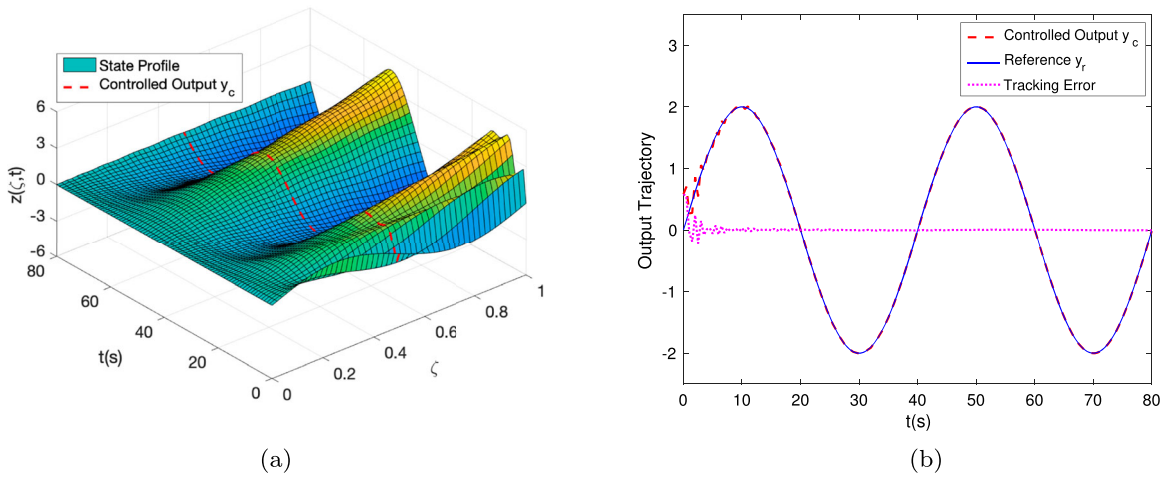 State Profile
Controlled Output y_c
z(ζ,t)
6
3
0
-3
-6
80
60
40
20
0
t(s)
0
0.2
0.4
0.6
0.8
1
ζ
(a)
Controlled Output y_c
Reference y_r
Tracking Error
Output Trajectory
3
2
1
0
-1
-2
0 10 20 30 40 50 60 70 80
t(s)
(b)